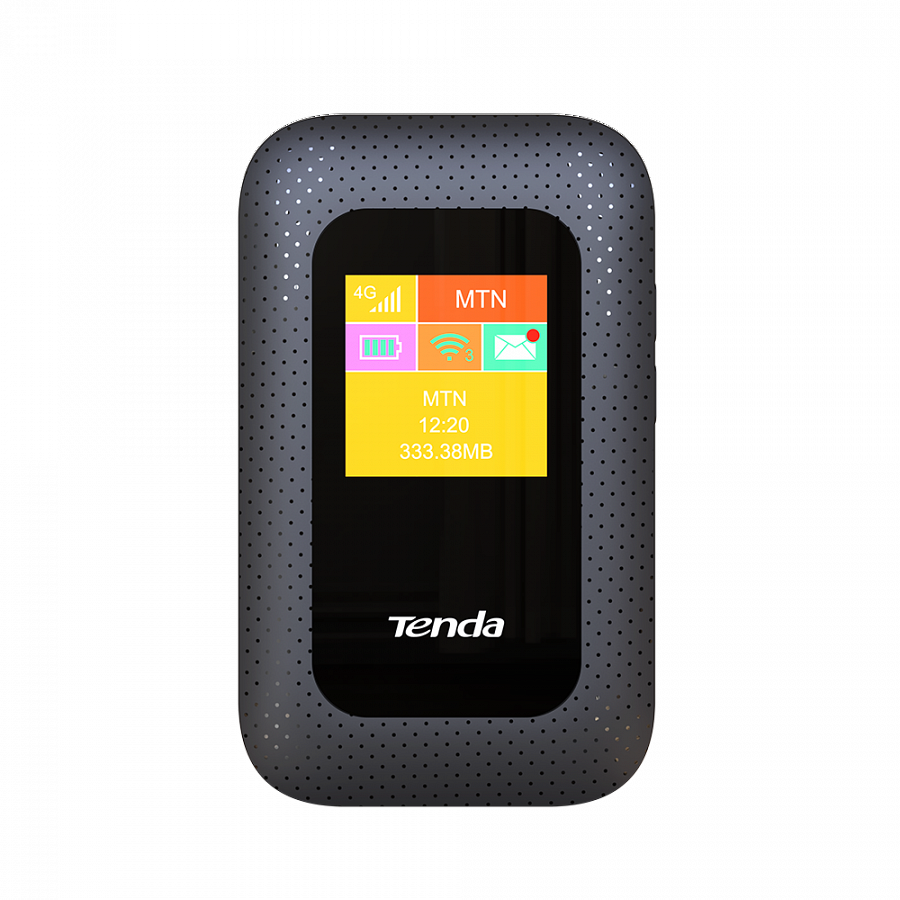 4G MTN
3
MTN
12:20
333.38MB
Tenda